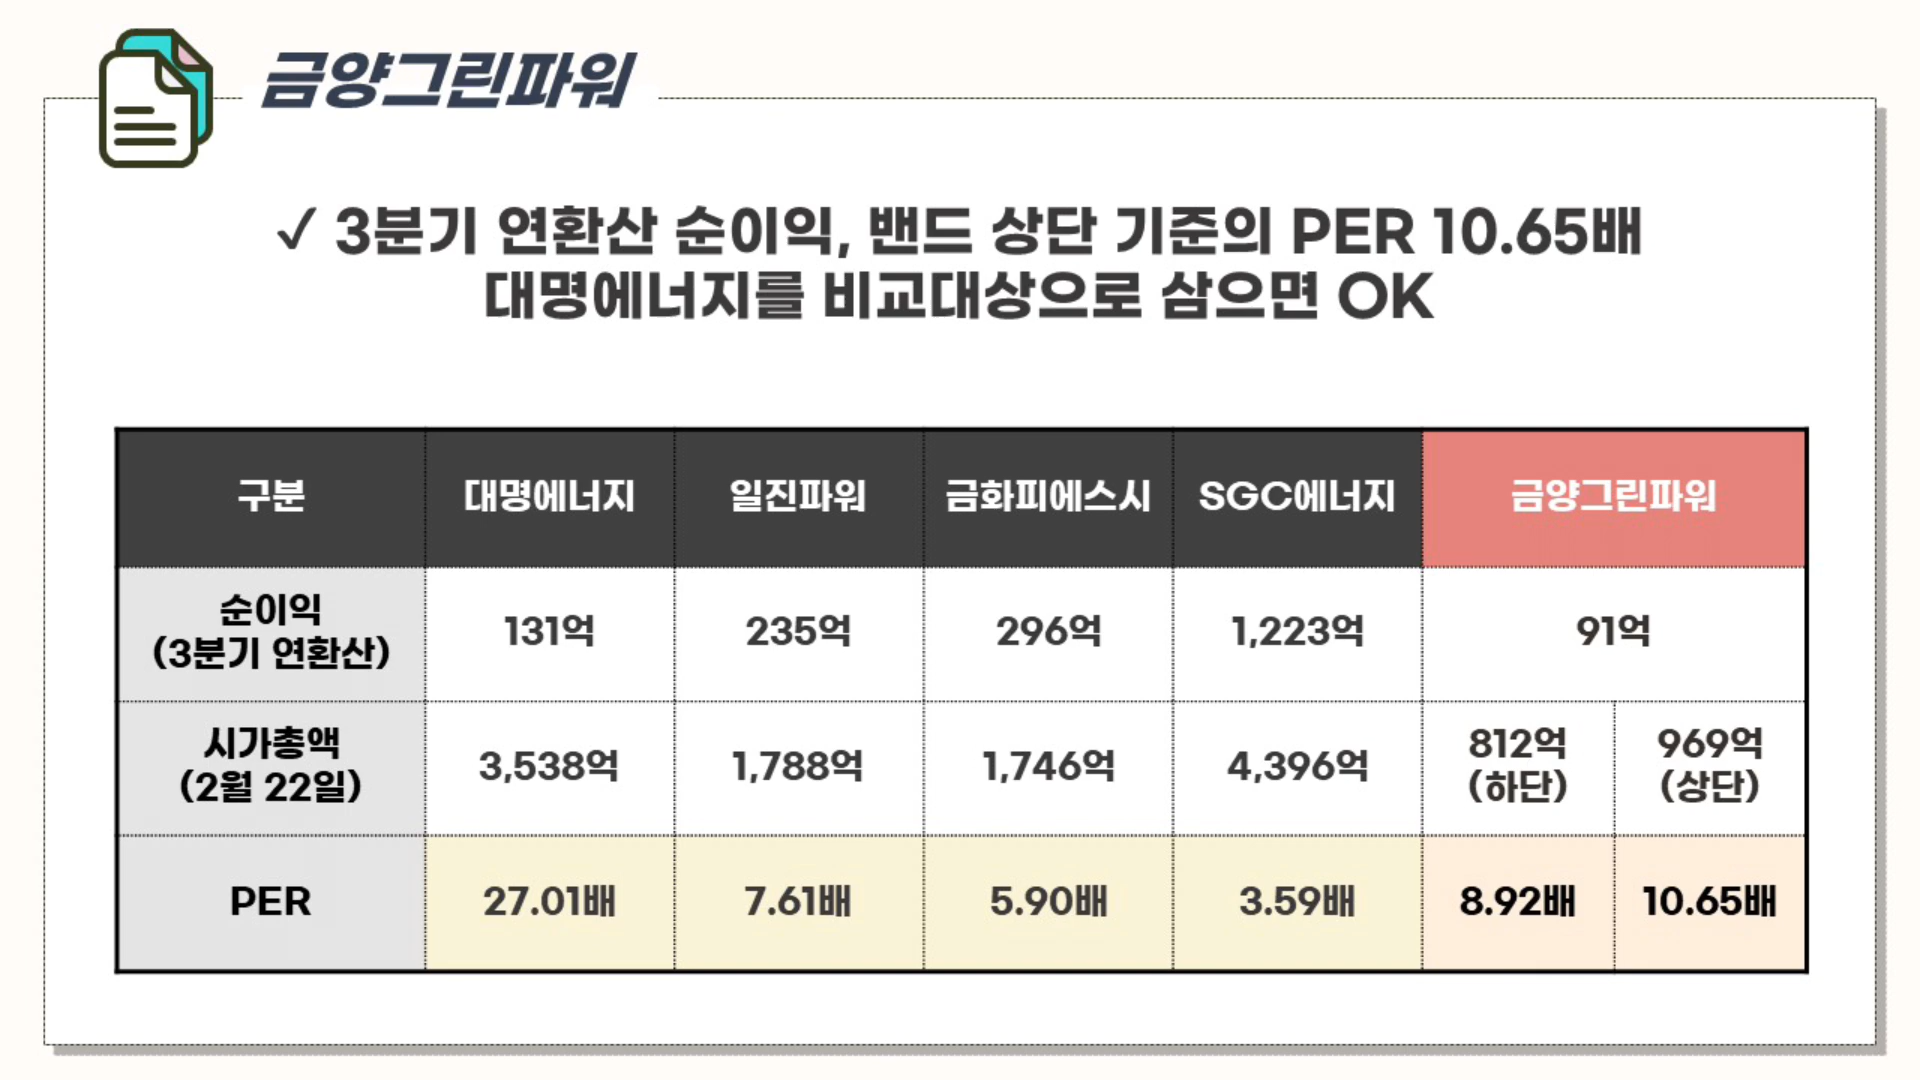 금양그린파워
✓ 3분기 연환산 순이익, 밴드 상단 기준의 PER 10.65배
대명에너지를 비교대상으로 삼으면 OK
구분 대명에너지 일진파워 금화피에스시 SGC에너지 금양그린파워
순이익
(3분기 연환산) 131억 235억 296억 1,223억 91억
시가총액
(2월 22일) 3,538억 1,788억 1,746억 4,396억 812억
(하단) 969억
(상단)
PER 27.01배 7.61배 5.90배 3.59배 8.92배 10.65배